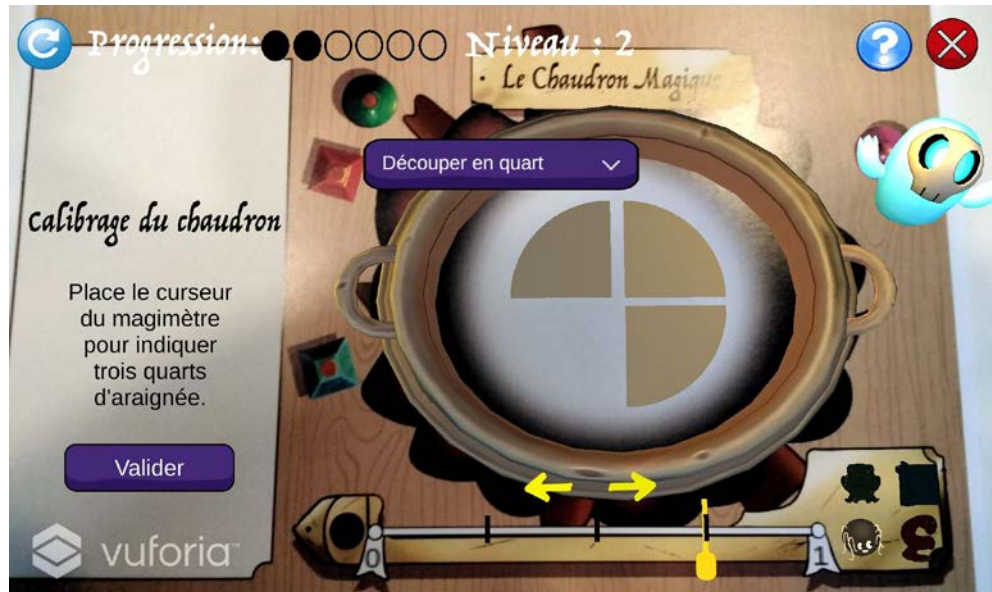 Progression: Niveau : 2
? X
Le Chaudron Magique
Découper en quart
Calibrage du chaudron
Place le curseur
du magimètre
pour indiquer
trois quarts
d'araignée.
Valider
0 1
vuforia™